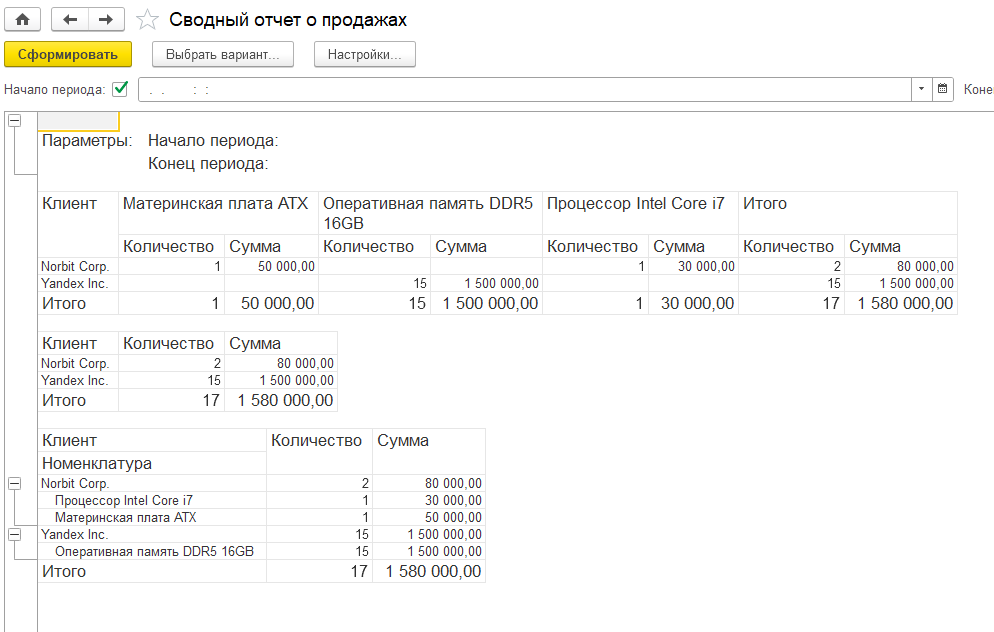 Сводный отчет о продажах
Сформировать Выбрать вариант... Настройки...
Начало периода: . . : : Коне
Параметры: Начало периода:
Конец периода:
Клиент Материнская плата ATX Оперативная память DDR5 Процессор Intel Core i7 Итого
16GB
Количество Сумма Количество Сумма Количество Сумма Количество Сумма
Norbit Corp. 1 50 000,00 1 30 000,00 2 80 000,00
Yandex Inc. 15 1 500 000,00 15 1 500 000,00
Итого 1 50 000,00 15 1 500 000,00 1 30 000,00 17 1 580 000,00
Клиент Количество Сумма
Norbit Corp. 2 80 000,00
Yandex Inc. 15 1 500 000,00
Итого 17 1 580 000,00
Клиент Количество Сумма
Номенклатура
Norbit Corp. 2 80 000,00
Процессор Intel Core i7 1 30 000,00
Материнская плата ATX 1 50 000,00
Yandex Inc. 15 1 500 000,00
Оперативная память DDR5 16GB 15 1 500 000,00
Итого 17 1 580 000,00